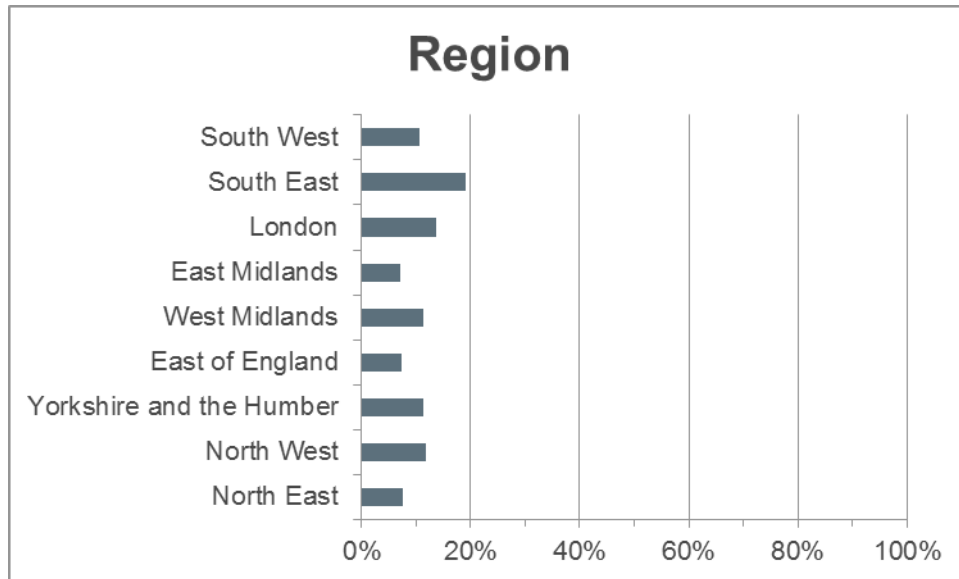 Region
South West
South East
London
East Midlands
West Midlands
East of England
Yorkshire and the Humber
North West
North East
0% 20% 40% 60% 80% 100%